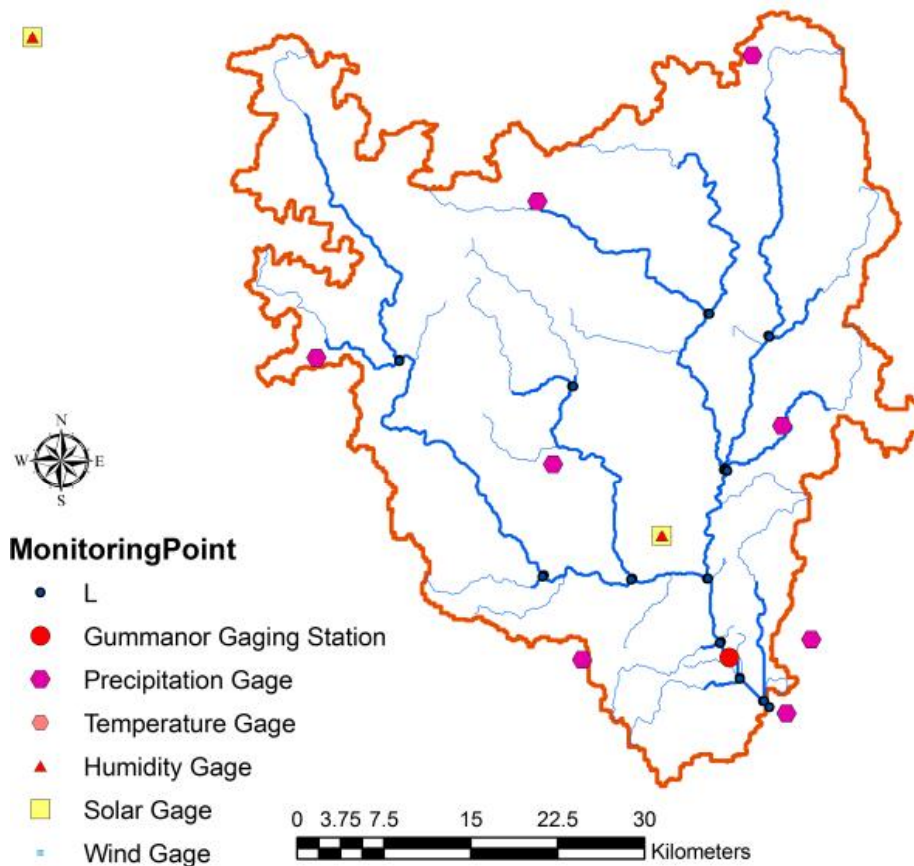 N
W E
S
MonitoringPoint
L
Gummanor Gaging Station
Precipitation Gage
Temperature Gage
Humidity Gage
Solar Gage
Wind Gage
0 3.75 7.5 15 22.5 30
Kilometers